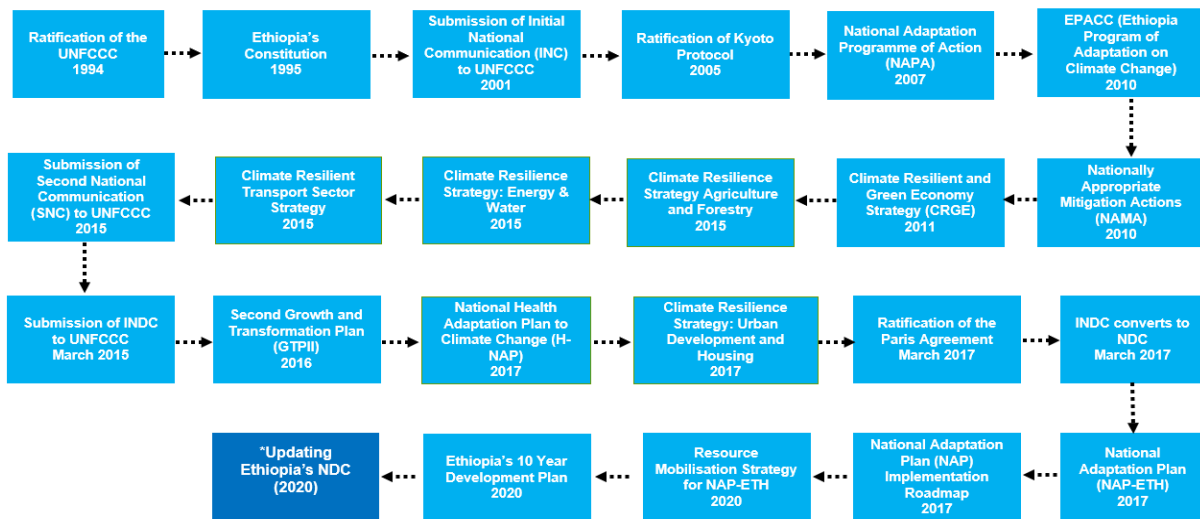 Ratification of the
UNFCCC
1994
Ethiopia's
Constitution
1995
Submission of Initial
National
Communication (INC)
to UNFCCC
2001
Ratification of Kyoto
Protocol
2005
National Adaptation
Programme of Action
(NAPA)
2007
EPACC (Ethiopia
Program of
Adaptation on
Climate Change)
2010
Nationally
Appropriate
Mitigation Actions
(NAMA)
2010
Climate Resilient and
Green Economy
Strategy (CRGE)
2011
Climate Resilience
Strategy Agriculture
and Forestry
2015
Climate Resilience
Strategy: Energy &
Water
2015
Climate Resilient
Transport Sector
Strategy
2015
Submission of
Second National
Communication
(SNC) to UNFCCC
2015
Submission of INDC
to UNFCCC
March 2015
Second Growth and
Transformation Plan
(GTPII)
2016
National Health
Adaptation Plan to
Climate Change (H-
NAP)
2017
Climate Resilience
Strategy: Urban
Development and
Housing
2017
Ratification of the
Paris Agreement
March 2017
INDC converts to
NDC
March 2017
National
Adaptation Plan
(NAP-ETH)
2017
National Adaptation
Plan (NAP)
Implementation
Roadmap
2017
Resource
Mobilisation Strategy
for NAP-ETH
2020
Ethiopia's 10 Year
Development Plan
2020
*Updating
Ethiopia's NDC
(2020)